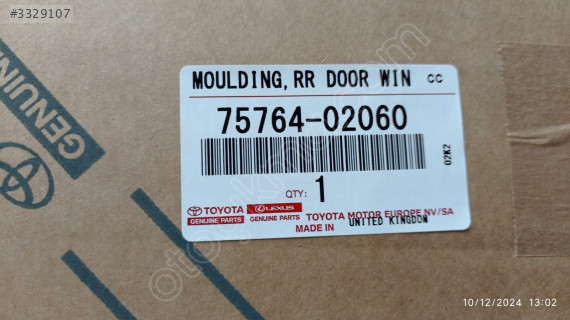 #3329107
GENUINE
MOULDING,RR DOOR WIN CC
75764-02060
02K2
QTY: 1
TOYOTA LEXUS
GENUINE PARTS GENUINE PARTS
TOYOTA MOTOR EUROPE NV/SA
MADE IN UNITED KINGDOM
10/12/2024 13:02